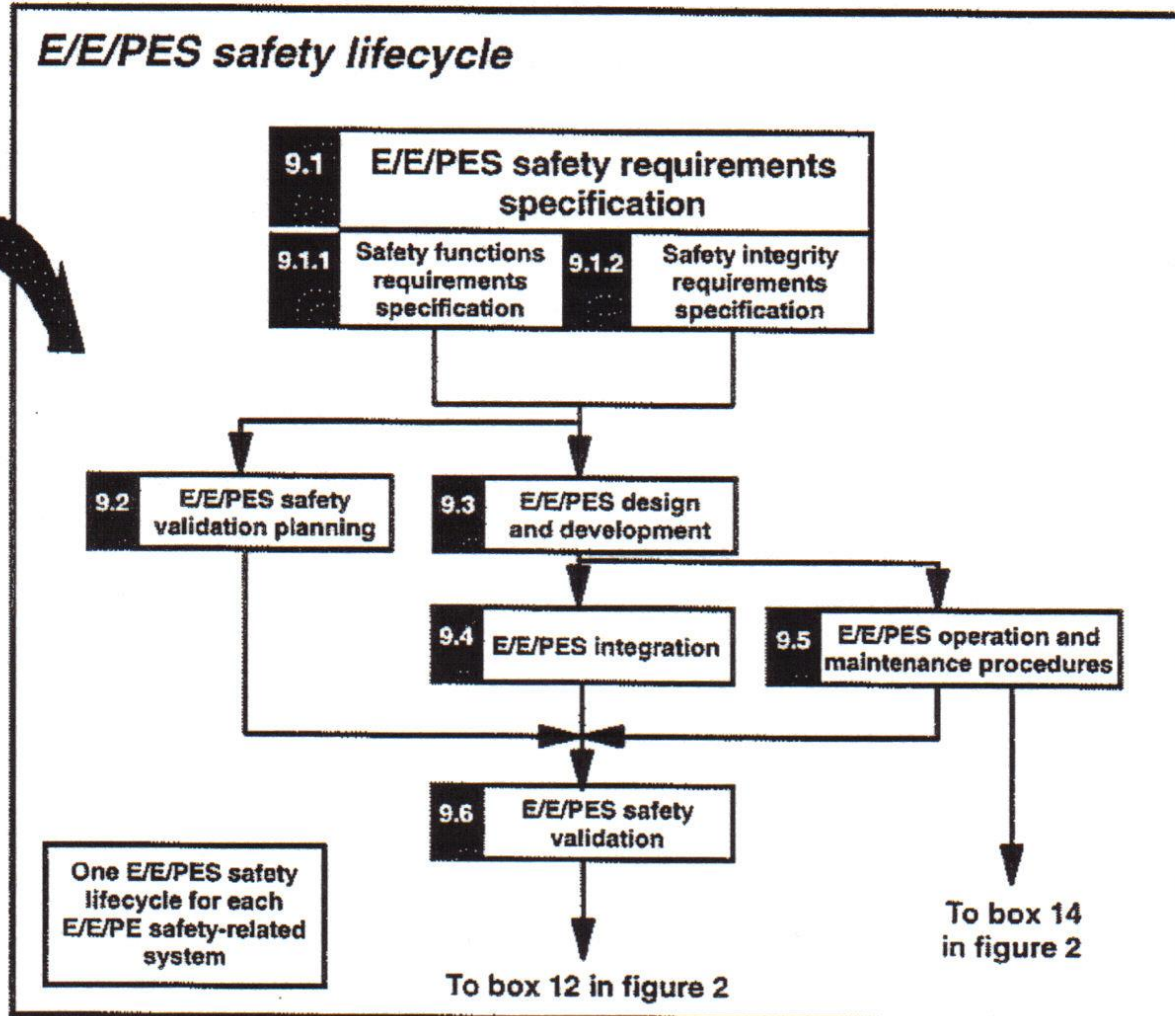 E/E/PES safety lifecycle
9.1
E/E/PES safety requirements
specification
9.1.1
Safety functions
requirements
specification
9.1.2
Safety integrity
requirements
specification
9.2
E/E/PES safety
validation planning
9.3
E/E/PES design
and development
9.4
E/E/PES integration
9.5
E/E/PES operation and
maintenance procedures
9.6
E/E/PES safety
validation
One E/E/PES safety
lifecycle for each
E/E/PE safety-related
system
To box 14
in figure 2
To box 12 in figure 2